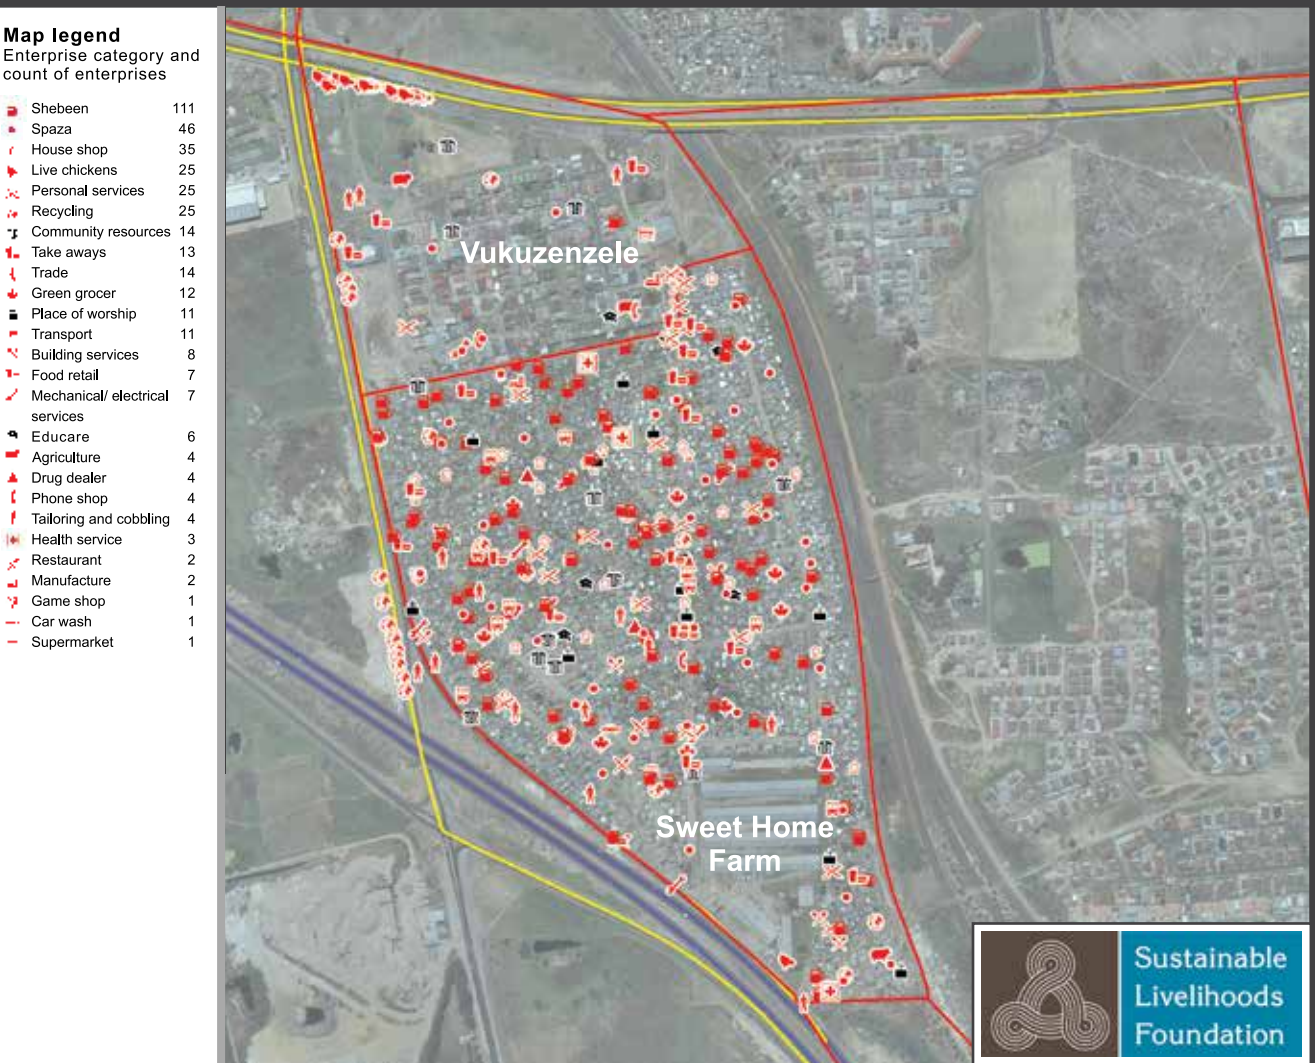 Map legend
Enterprise category and
count of enterprises
Shebeen 111
Spaza 46
House shop 35
Live chickens 25
Personal services 25
Recycling 25
Community resources 14
Take aways 13
Trade 14
Green grocer 12
Place of worship 11
Transport 11
Building services 8
Food retail 7
Mechanical/ electrical 7
services
Educare 6
Agriculture 4
Drug dealer 4
Phone shop 4
Tailoring and cobbling 4
Health service 3
Restaurant 2
Manufacture 2
Game shop 1
Car wash 1
Supermarket 1
Vukuzenzele
Sweet Home
Farm
Sustainable
Livelihoods
Foundation